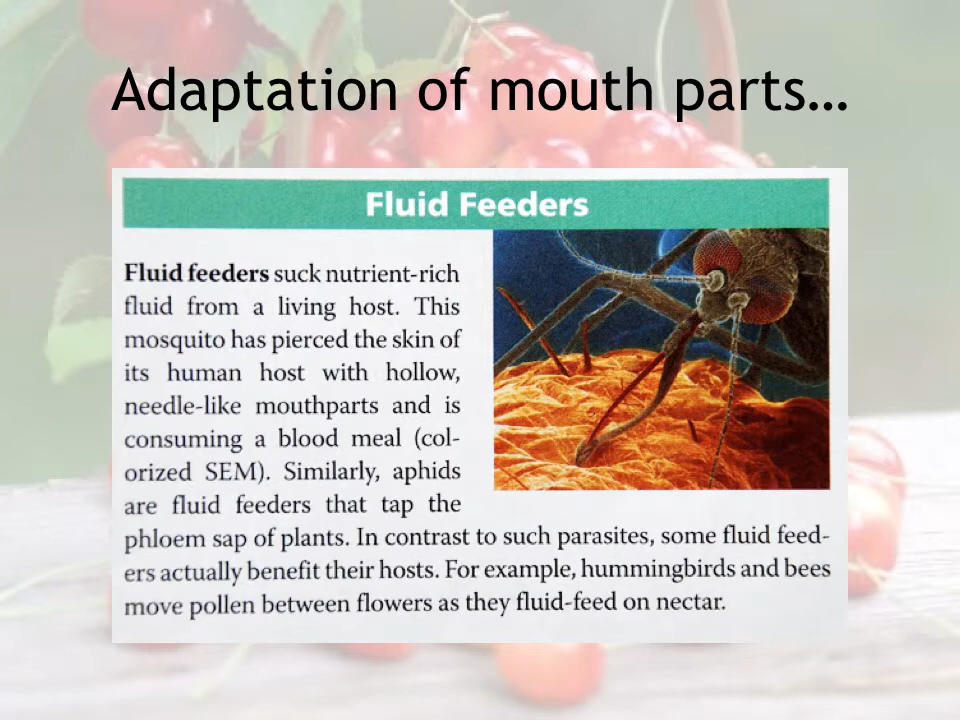 Adaptation of mouth parts…
Fluid Feeders
Fluid feeders suck nutrient-rich
fluid from a living host. This
mosquito has pierced the skin of
its human host with hollow,
needle-like mouthparts and is
consuming a blood meal (col-
orized SEM). Similarly, aphids
are fluid feeders that tap the
phloem sap of plants. In contrast to such parasites, some fluid feed-
ers actually benefit their hosts. For example, hummingbirds and bees
move pollen between flowers as they fluid-feed on nectar.